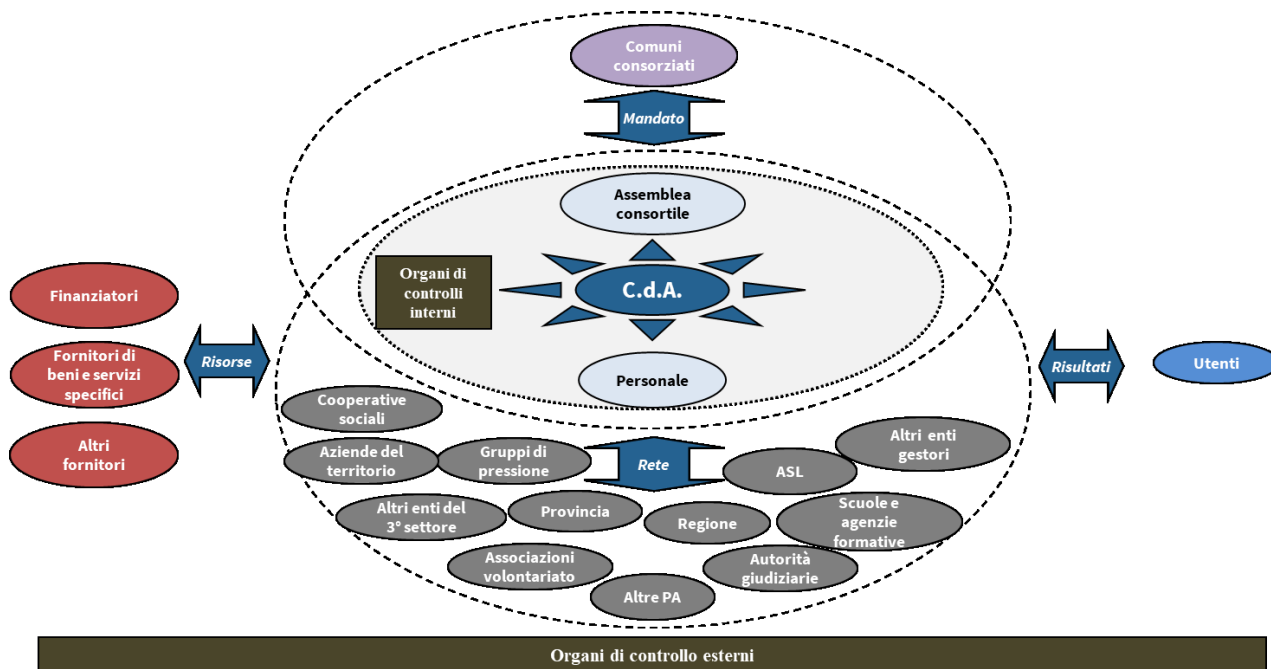 Comuni
consorziati
Mandato
Assemblea
consortile
Organi di
controlli
interni
C.d.A.
Personale
Finanziatori
Fornitori di
beni e servizi
specifici
Altri
fornitori
Risorse
Risultati
Utenti
Cooperative
sociali
Aziende del
territorio
Gruppi di
pressione
Rete
ASL
Altri enti
gestori
Altri enti del
3° settore
Provincia
Regione
Scuole e
agenzie
formative
Associazioni
volontariato
Altre PA
Autorità
giudiziarie
Organi di controllo esterni